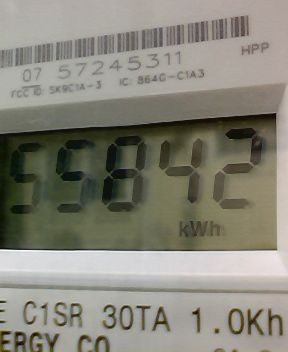 07 57245311
HPP
FCC ID: SK9C1A-3 IC: 864G-C1A3
55842
kWh
E C1SR 30TA 1.0Kh
ERGY CO